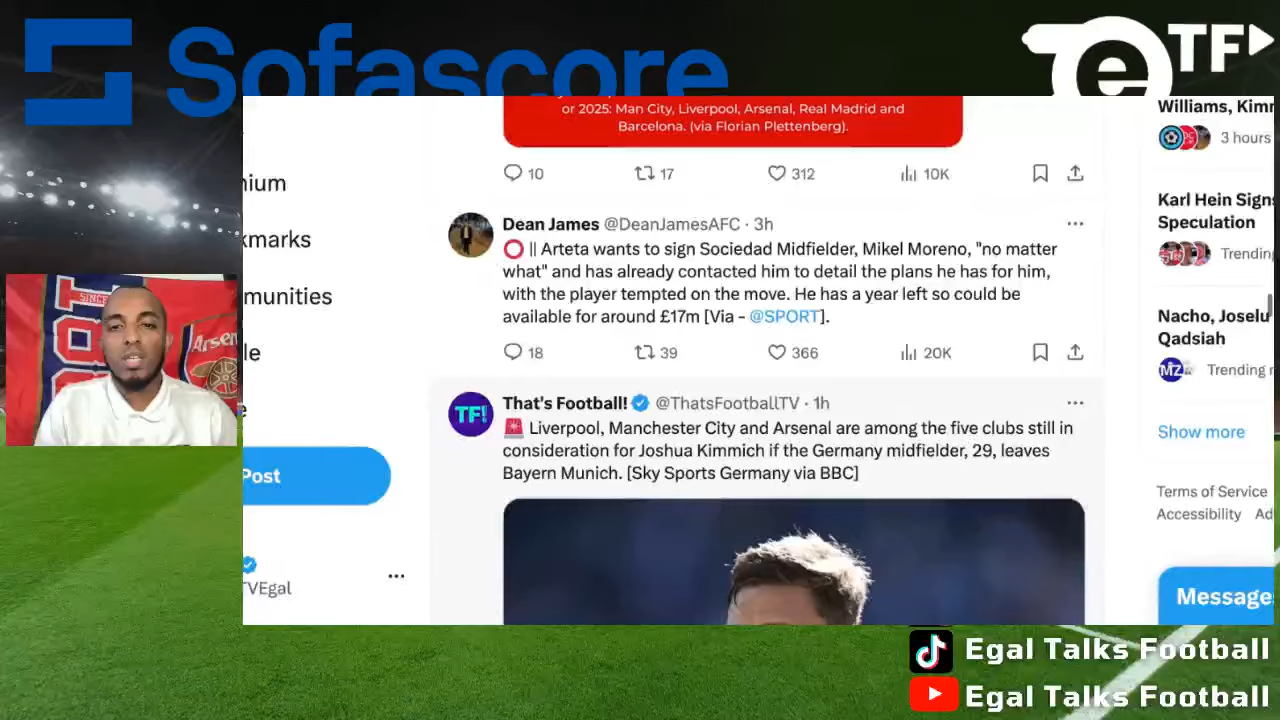 Sofascore
e TF
or 2025: Man City, Liverpool, Arsenal, Real Madrid and
Barcelona. (via Florian Plettenberg).
10 17 312 10K
Dean James @DeanJamesAFC · 3h
⭕ || Arteta wants to sign Sociedad Midfielder, Mikel Moreno, "no matter
what" and has already contacted him to detail the plans he has for him,
with the player tempted on the move. He has a year left so could be
available for around £17m [Via - @SPORT].
18 39 366 20K
That's Football! @ThatsFootballTV · 1h
TF!
🚨 Liverpool, Manchester City and Arsenal are among the five clubs still in
consideration for Joshua Kimmich if the Germany midfielder, 29, leaves
Bayern Munich. [Sky Sports Germany via BBC]
ium
kmarks
munities
le
e
Post
TVEgal
SINCE
Arsen
Williams, Kimm
3 hours
Karl Hein Signs
Speculation
Trending
Nacho, Joselu
Qadsiah
MZ
Trending
Show more
Terms of Service
Accessibility Ad
Message
Egal Talks Football
Egal Talks Football